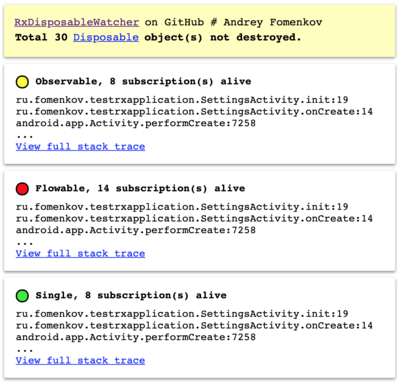 RxDisposableWatcher on GitHub # Andrey Fomenkov
Total 30 Disposable object(s) not destroyed.
Observable, 8 subscription(s) alive
ru.fomenkov.testrxapplication.SettingsActivity.init:19
ru.fomenkov.testrxapplication.SettingsActivity.onCreate:14
android.app.Activity.performCreate:7258
...
View full stack trace
Flowable, 14 subscription(s) alive
ru.fomenkov.testrxapplication.SettingsActivity.init:19
ru.fomenkov.testrxapplication.SettingsActivity.onCreate:14
android.app.Activity.performCreate:7258
...
View full stack trace
Single, 8 subscription(s) alive
ru.fomenkov.testrxapplication.SettingsActivity.init:19
ru.fomenkov.testrxapplication.SettingsActivity.onCreate:14
android.app.Activity.performCreate:7258
...
View full stack trace